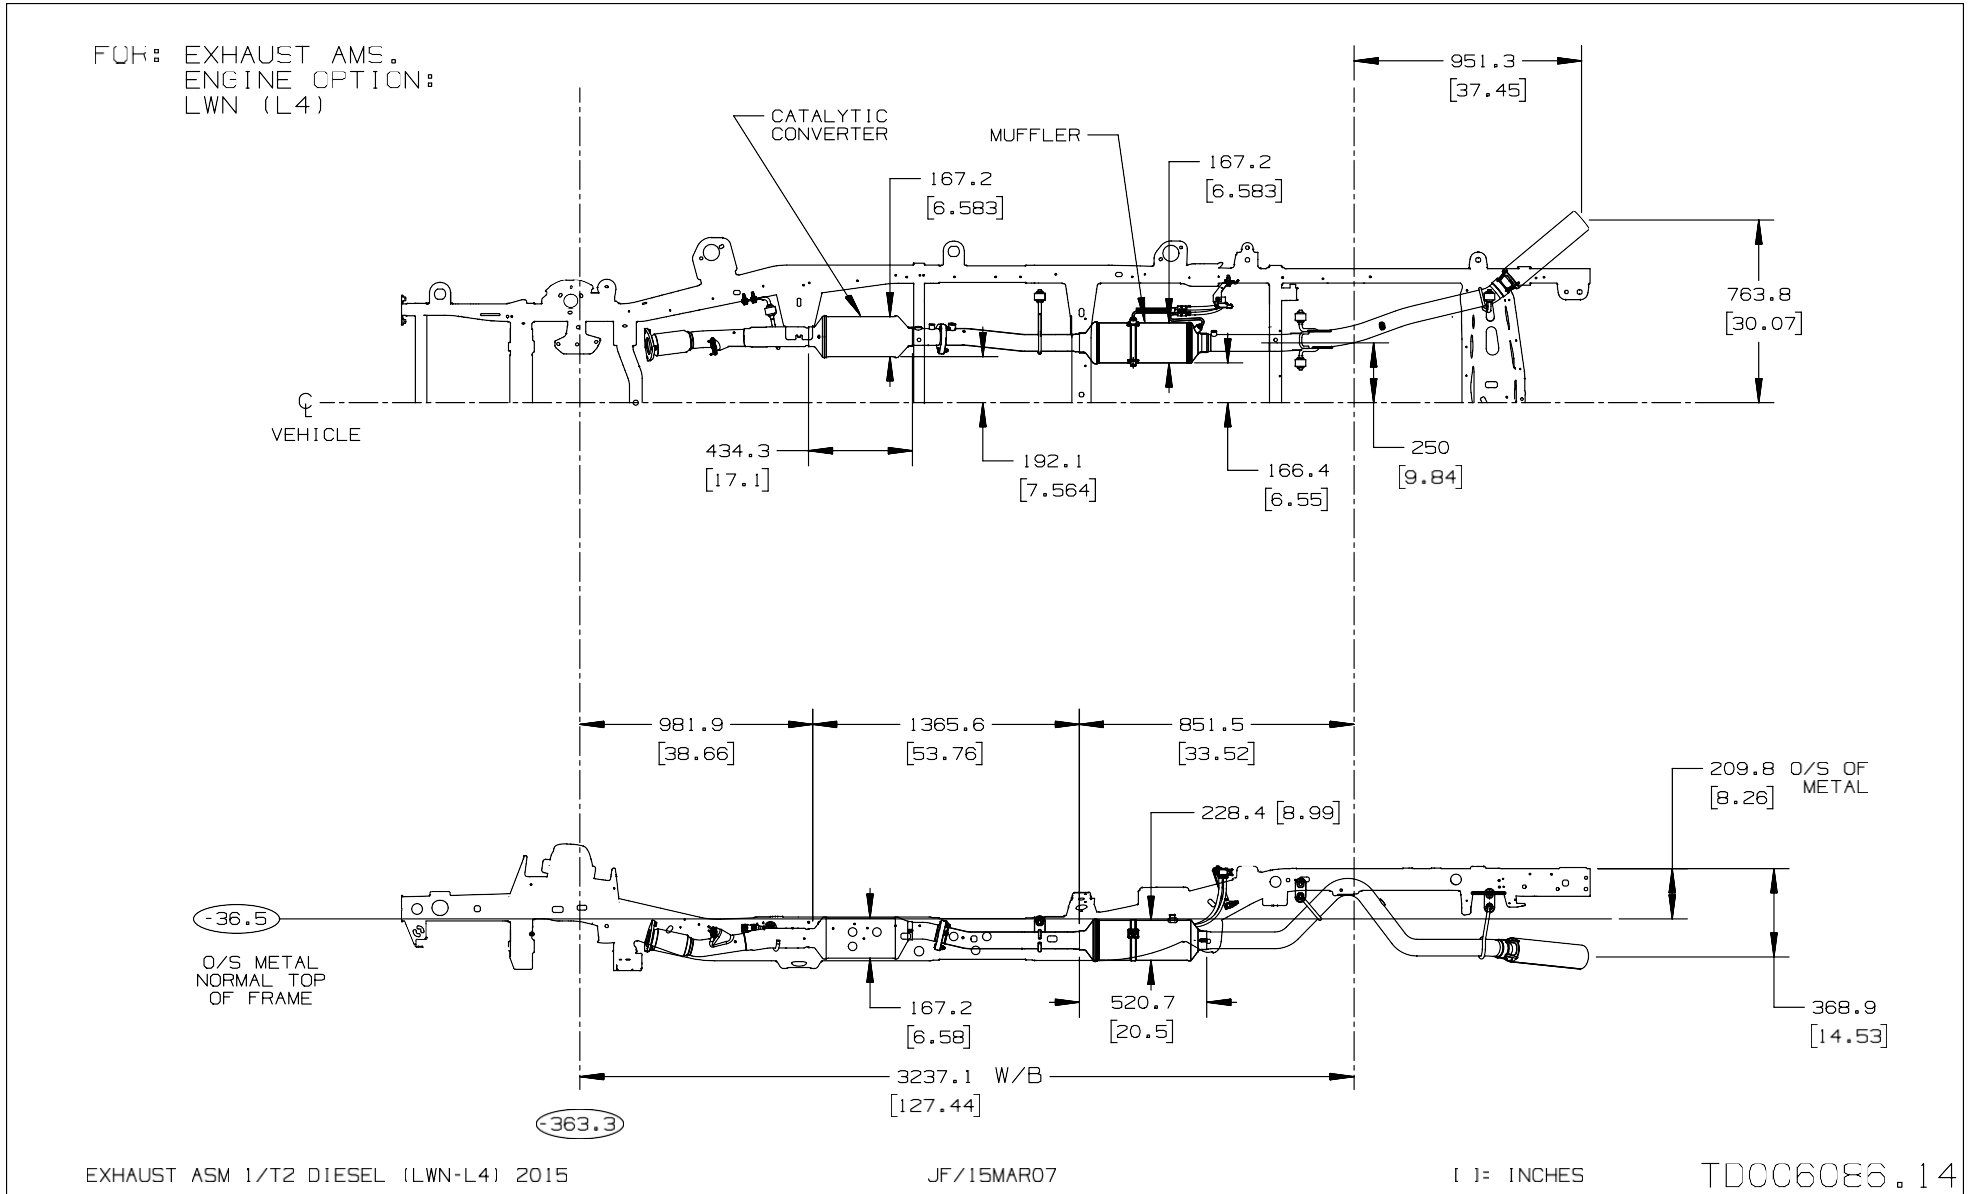 FOR: EXHAUST AMS.
ENGINE OPTION:
LWN (L4)
951.3
[37.45]
CATALYTIC
CONVERTER
MUFFLER
167.2
[6.583]
167.2
[6.583]
763.8
[30.07]
℄
VEHICLE
434.3
[17.1]
192.1
[7.564]
166.4
[6.55]
250
[9.84]
981.9
[38.66]
1365.6
[53.76]
851.5
[33.52]
209.8 O/S OF
METAL
[8.26]
228.4 [8.99]
-36.5
O/S METAL
NORMAL TOP
OF FRAME
167.2
[6.58]
520.7
[20.5]
368.9
[14.53]
3237.1 W/B
[127.44]
-363.3
EXHAUST ASM 1/T2 DIESEL (LWN-L4) 2015
JF/15MAR07
[ ]= INCHES
TD0C6086.14